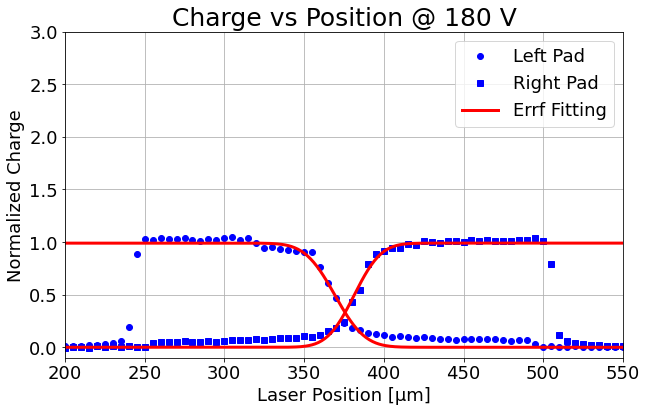 Charge vs Position @ 180 V
Left Pad
Right Pad
Errf Fitting
Normalized Charge
3.0
2.5
2.0
1.5
1.0
0.5
0.0
200 250 300 350 400 450 500 550
Laser Position [μm]